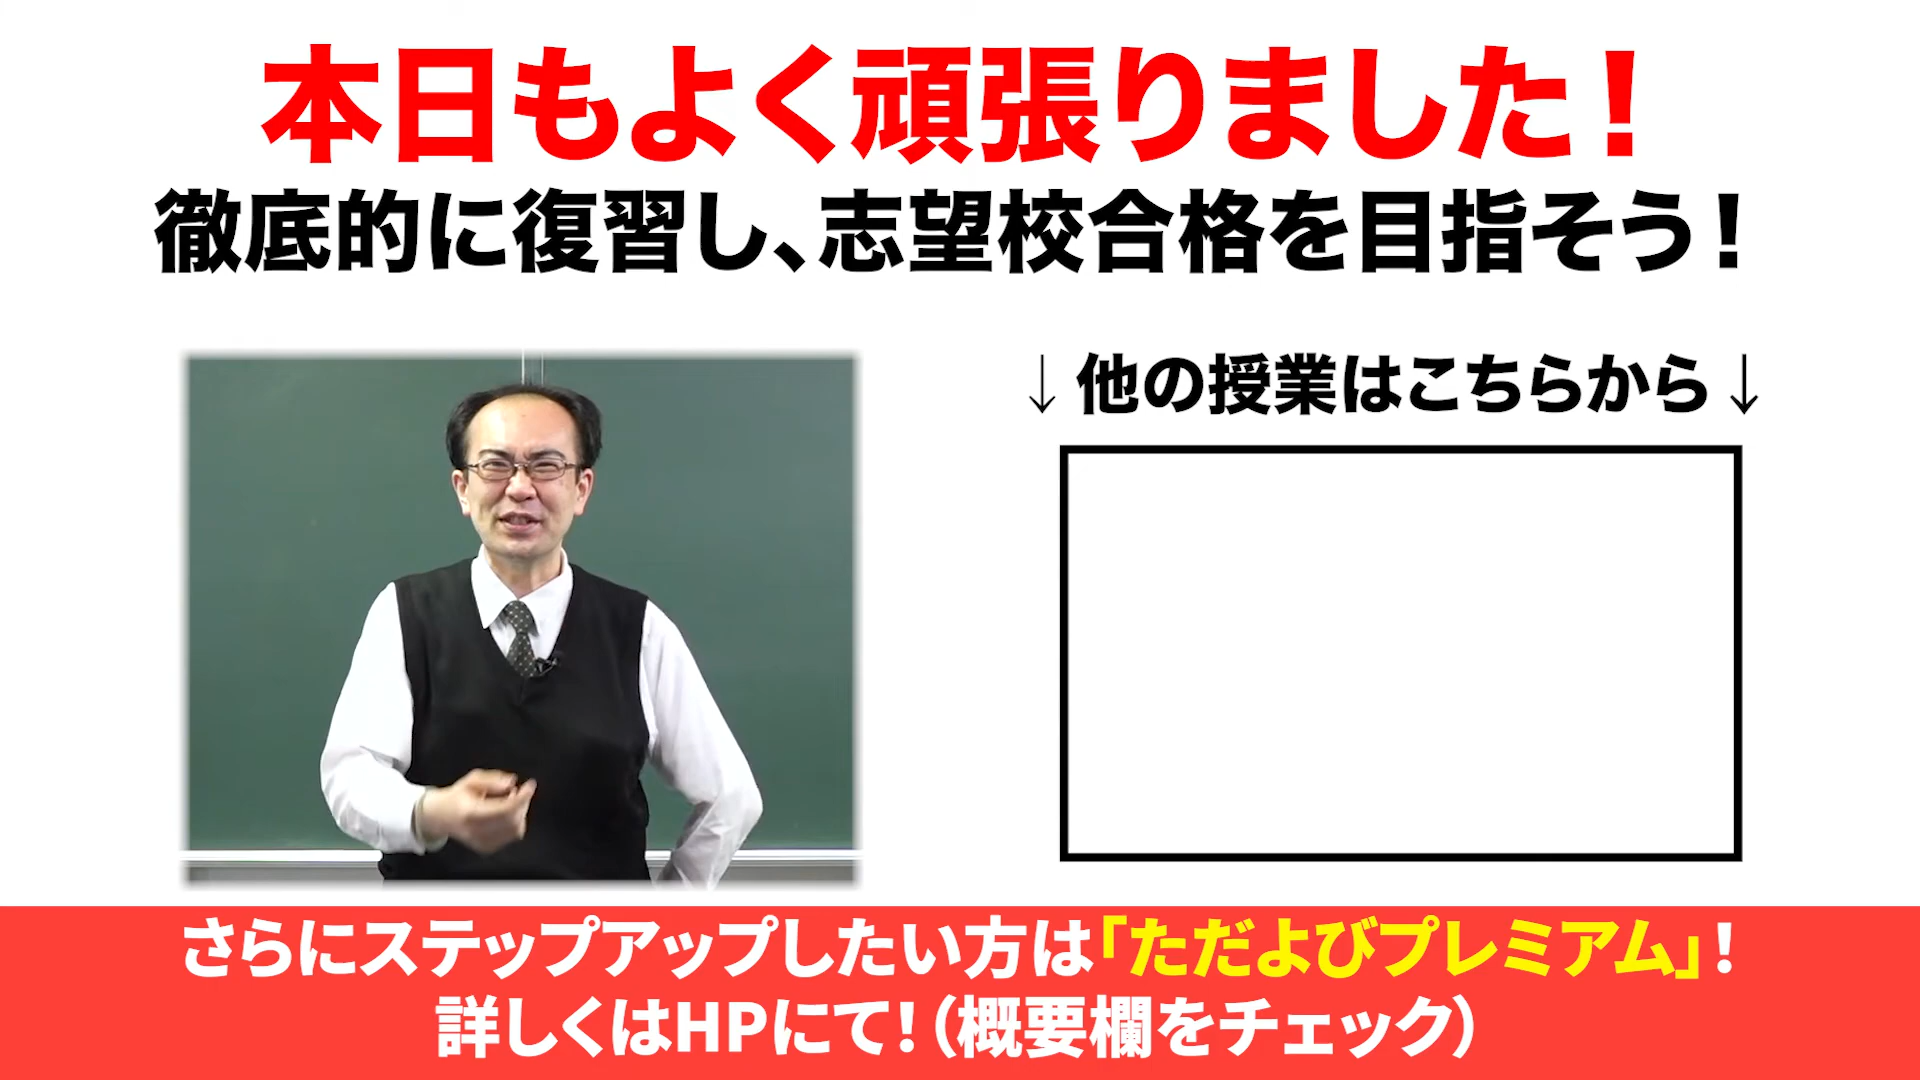 本日もよく頑張りました！
徹底的に復習し、志望校合格を目指そう！
↓他の授業はこちらから↓
さらにステップアップしたい方は「ただよびプレミアム」！
詳しくはHPにて！（概要欄をチェック）